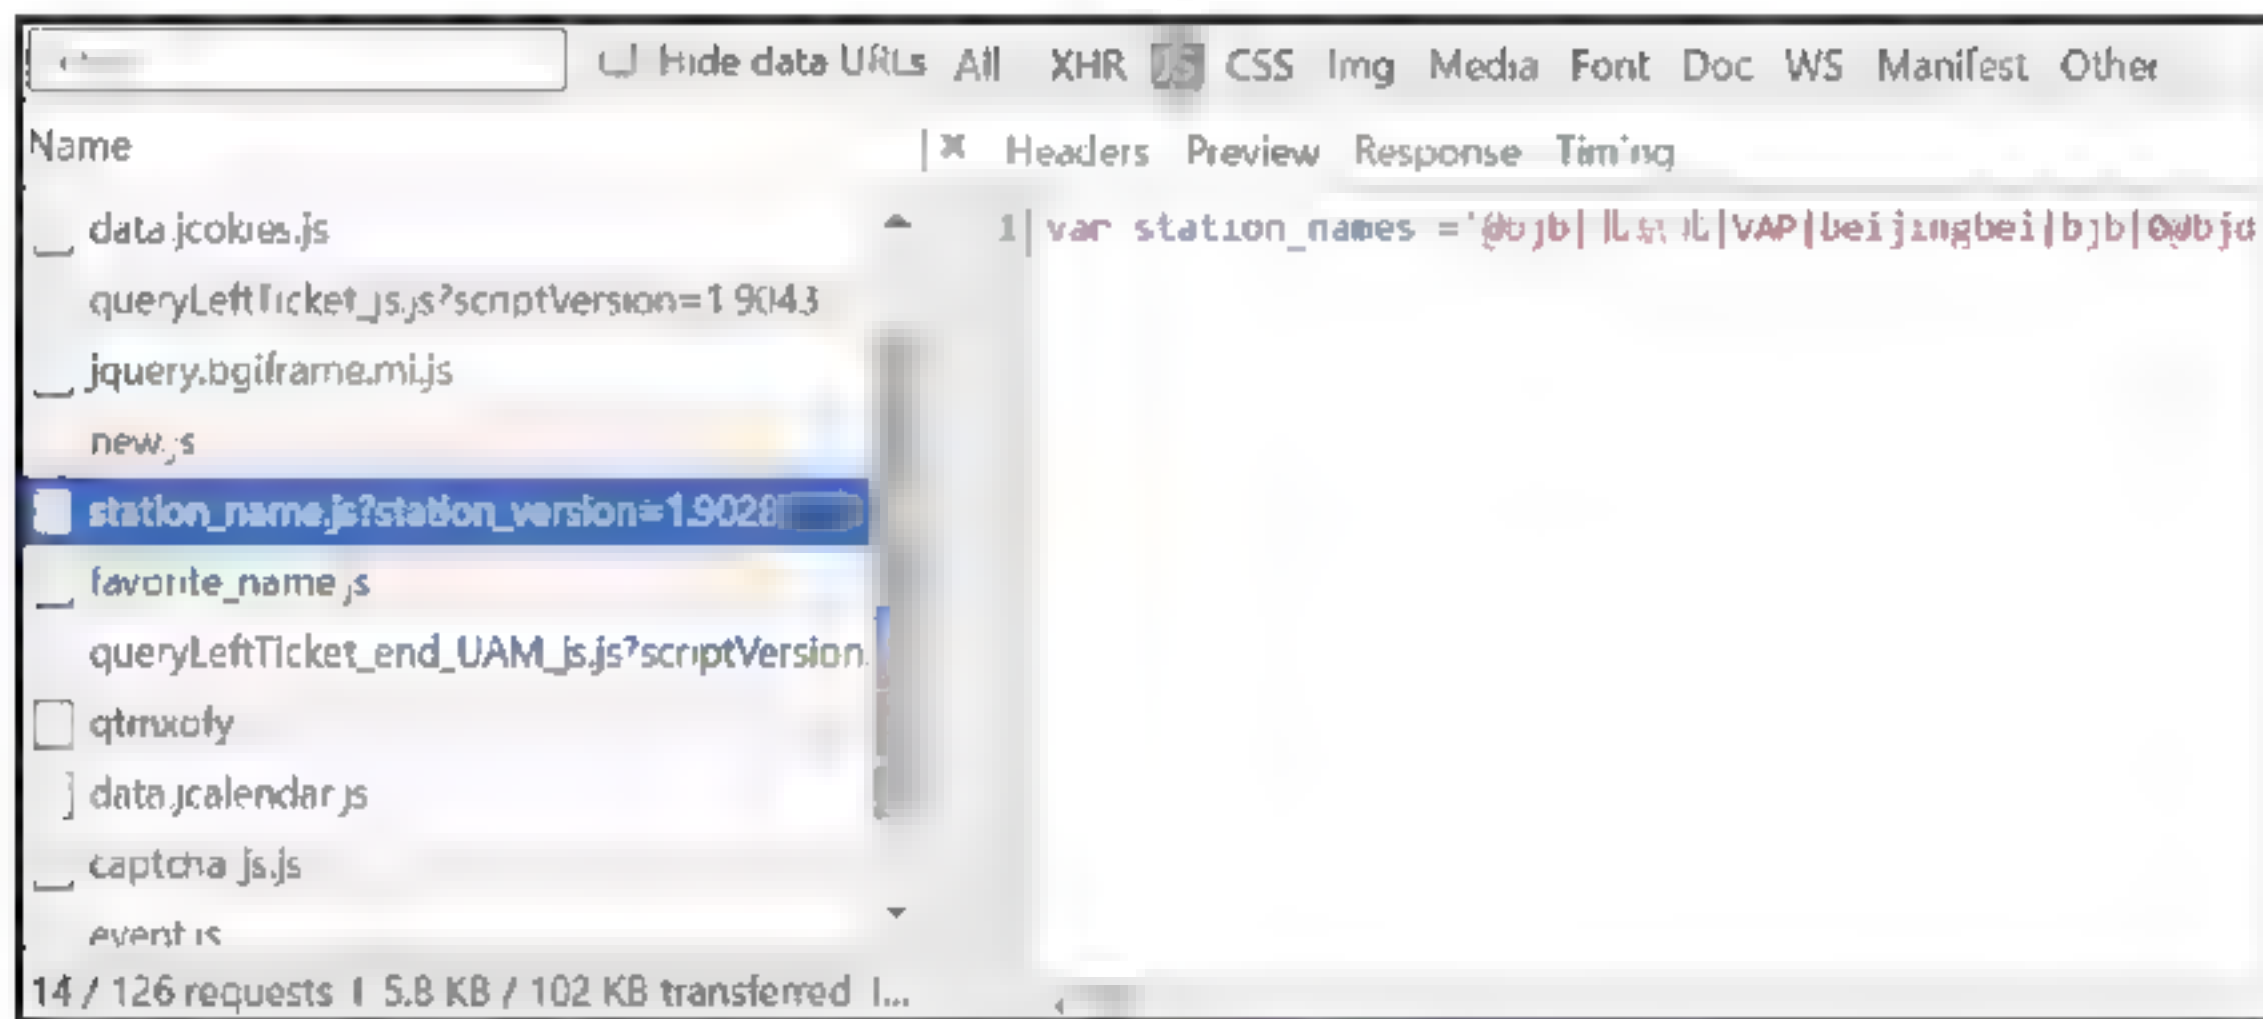 Hide data URLs All XHR JS CSS Img Media Font Doc WS Manifest Other
Name
× Headers Preview Response Timing
data.jcokies.js
1 var station_names ='@bjb| |VAP|beijingbei|bjb|0@bjd
queryLeftTicket_js.js?scriptVersion=1.9043
jquery.bgiframe.mi.js
new.js
station_name.js?station_version=1.9028
favorite_name.js
queryLeftTicket_end_UAM_js.js?scriptVersion.
data.jcalendar.js
captcha_js.js
event.js
14 / 126 requests | 5.8 KB / 102 KB transferred |...